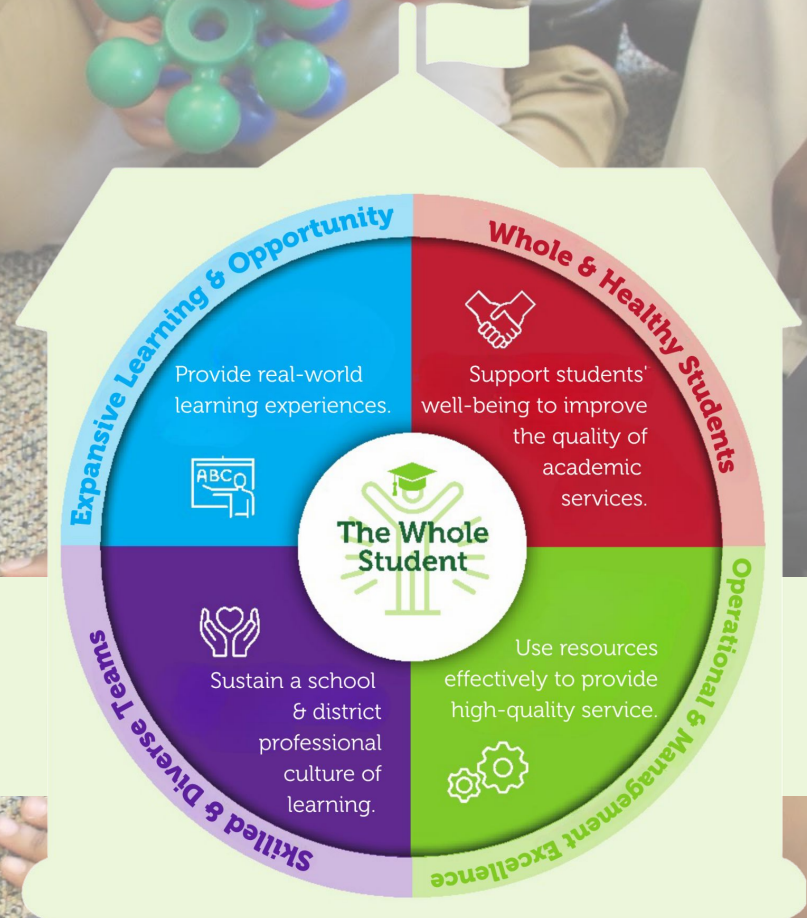 Expansive Learning & Opportunity
Provide real-world
learning experiences.
ABC
Whole & Healthy Students
Support students'
well-being to improve
the quality of
academic
services.
The Whole
Student
Skilled & Diverse Teams
Sustain a school
& district
professional
culture of
learning.
Operational & Management Excellence
Use resources
effectively to provide
high-quality service.